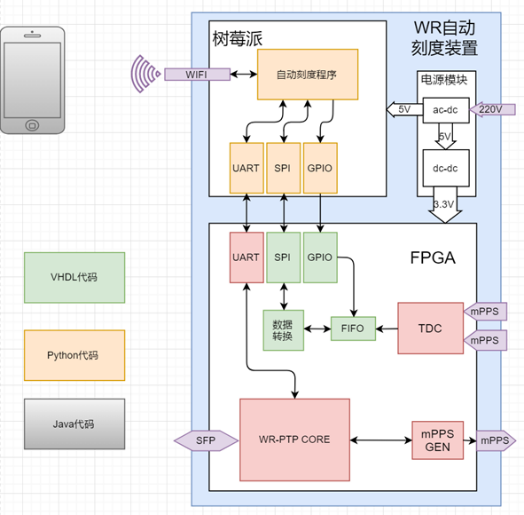 WR自动
刻度装置
树莓派
电源模块
WIFI
自动刻度程序
5V
ac-dc
220V
5V
dc-dc
3.3V
UART
SPI
GPIO
UART
SPI
GPIO
FPGA
VHDL代码
数据
转换
FIFO
TDC
mPPS
mPPS
Python代码
Java代码
SFP
WR-PTP CORE
mPPS
GEN
mPPS